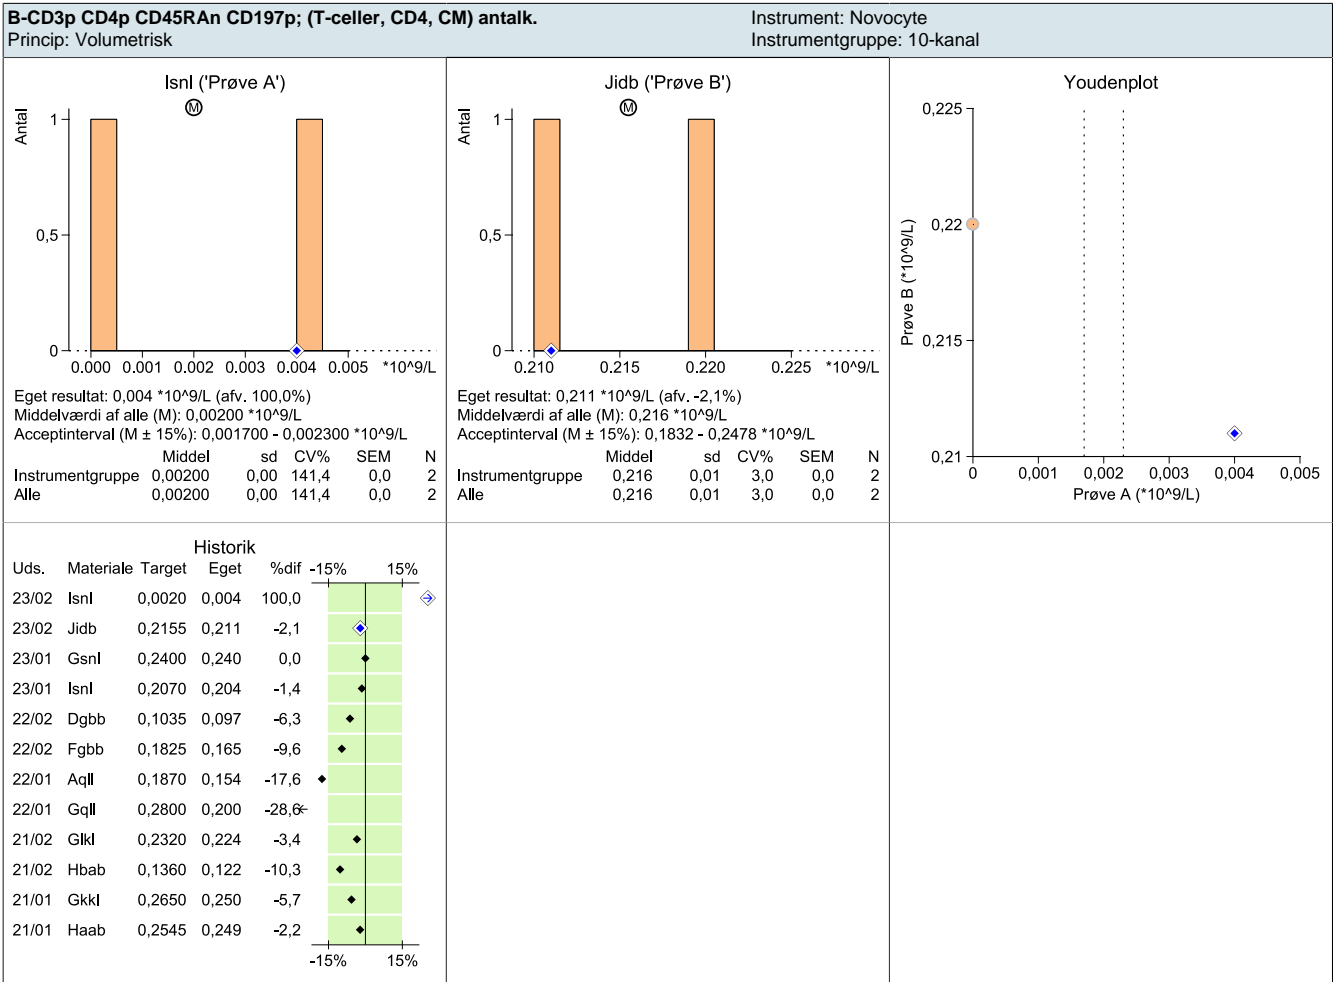 B-CD3p CD4p CD45RAn CD197p; (T-celler, CD4, CM) antalk.
Princip: Volumetrisk
Instrument: Novocyte
Instrumentgruppe: 10-kanal
Isnl ('Prøve A')
M
Antal
1
0,5
0
0.000 0.001 0.002 0.003 0.004 0.005 *10^9/L
Eget resultat: 0,004 *10^9/L (afv. 100,0%)
Middelværdi af alle (M): 0,00200 *10^9/L
Acceptinterval (M ± 15%): 0,001700 - 0,002300 *10^9/L
Middel sd CV% SEM N
Instrumentgruppe 0,00200 0,00 141,4 0,0 2
Alle 0,00200 0,00 141,4 0,0 2
Jidb ('Prøve B')
M
Antal
1
0,5
0
0.210 0.215 0.220 0.225 *10^9/L
Eget resultat: 0,211 *10^9/L (afv. -2,1%)
Middelværdi af alle (M): 0,216 *10^9/L
Acceptinterval (M ± 15%): 0,1832 - 0,2478 *10^9/L
Middel sd CV% SEM N
Instrumentgruppe 0,216 0,01 3,0 0,0 2
Alle 0,216 0,01 3,0 0,0 2
Youdenplot
Prøve B (*10^9/L)
0,225
0,22
0,215
0,21
0 0,001 0,002 0,003 0,004 0,005
Prøve A (*10^9/L)
Historik
Uds. Materiale Target Eget %dif -15% 15%
23/02 Isnl 0,0020 0,004 100,0
23/02 Jidb 0,2155 0,211 -2,1
23/01 Gsnl 0,2400 0,240 0,0
23/01 Isnl 0,2070 0,204 -1,4
22/02 Dgbb 0,1035 0,097 -6,3
22/02 Fgbb 0,1825 0,165 -9,6
22/01 Aqll 0,1870 0,154 -17,6
22/01 Gqll 0,2800 0,200 -28,6
21/02 Glkl 0,2320 0,224 -3,4
21/02 Hbab 0,1360 0,122 -10,3
21/01 Gkkl 0,2650 0,250 -5,7
21/01 Haab 0,2545 0,249 -2,2
-15% 15%